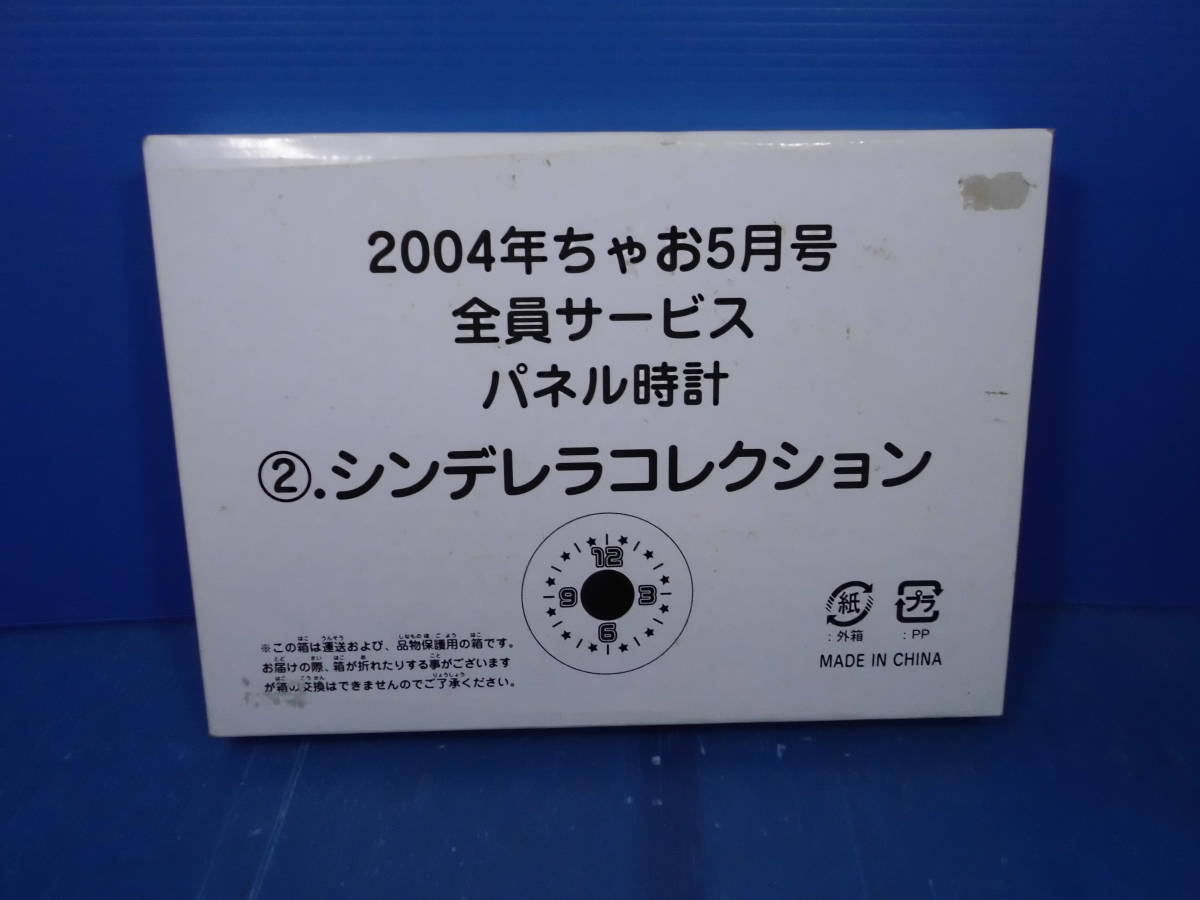 2004年ちゃお5月号
全員サービス
パネル時計
②.シンデレラコレクション
12
9 3
6
※この箱は運送および、品物保護用の箱です。
お届けの際、箱が折れたりする事がございます
が箱の交換はできませんのでご了承ください。
紙 プラ
:外箱 :PP
MADE IN CHINA